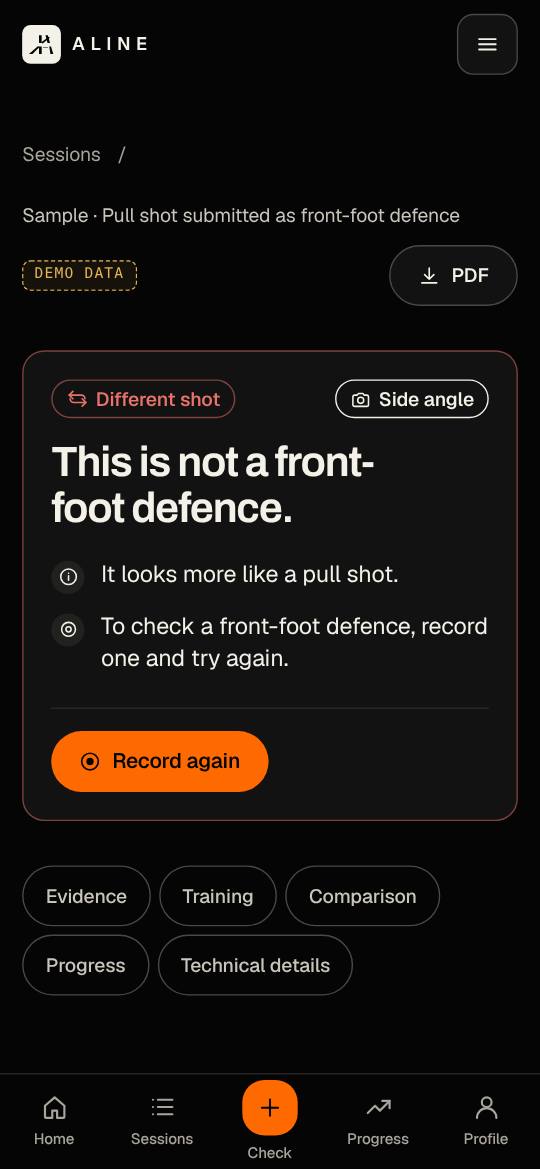 ALINE
Sessions /
Sample · Pull shot submitted as front-foot defence
DEMO DATA
PDF
Different shot
Side angle
This is not a front-
foot defence.
It looks more like a pull shot.
To check a front-foot defence, record
one and try again.
Record again
Evidence
Training
Comparison
Progress
Technical details
Home
Sessions
Check
Progress
Profile